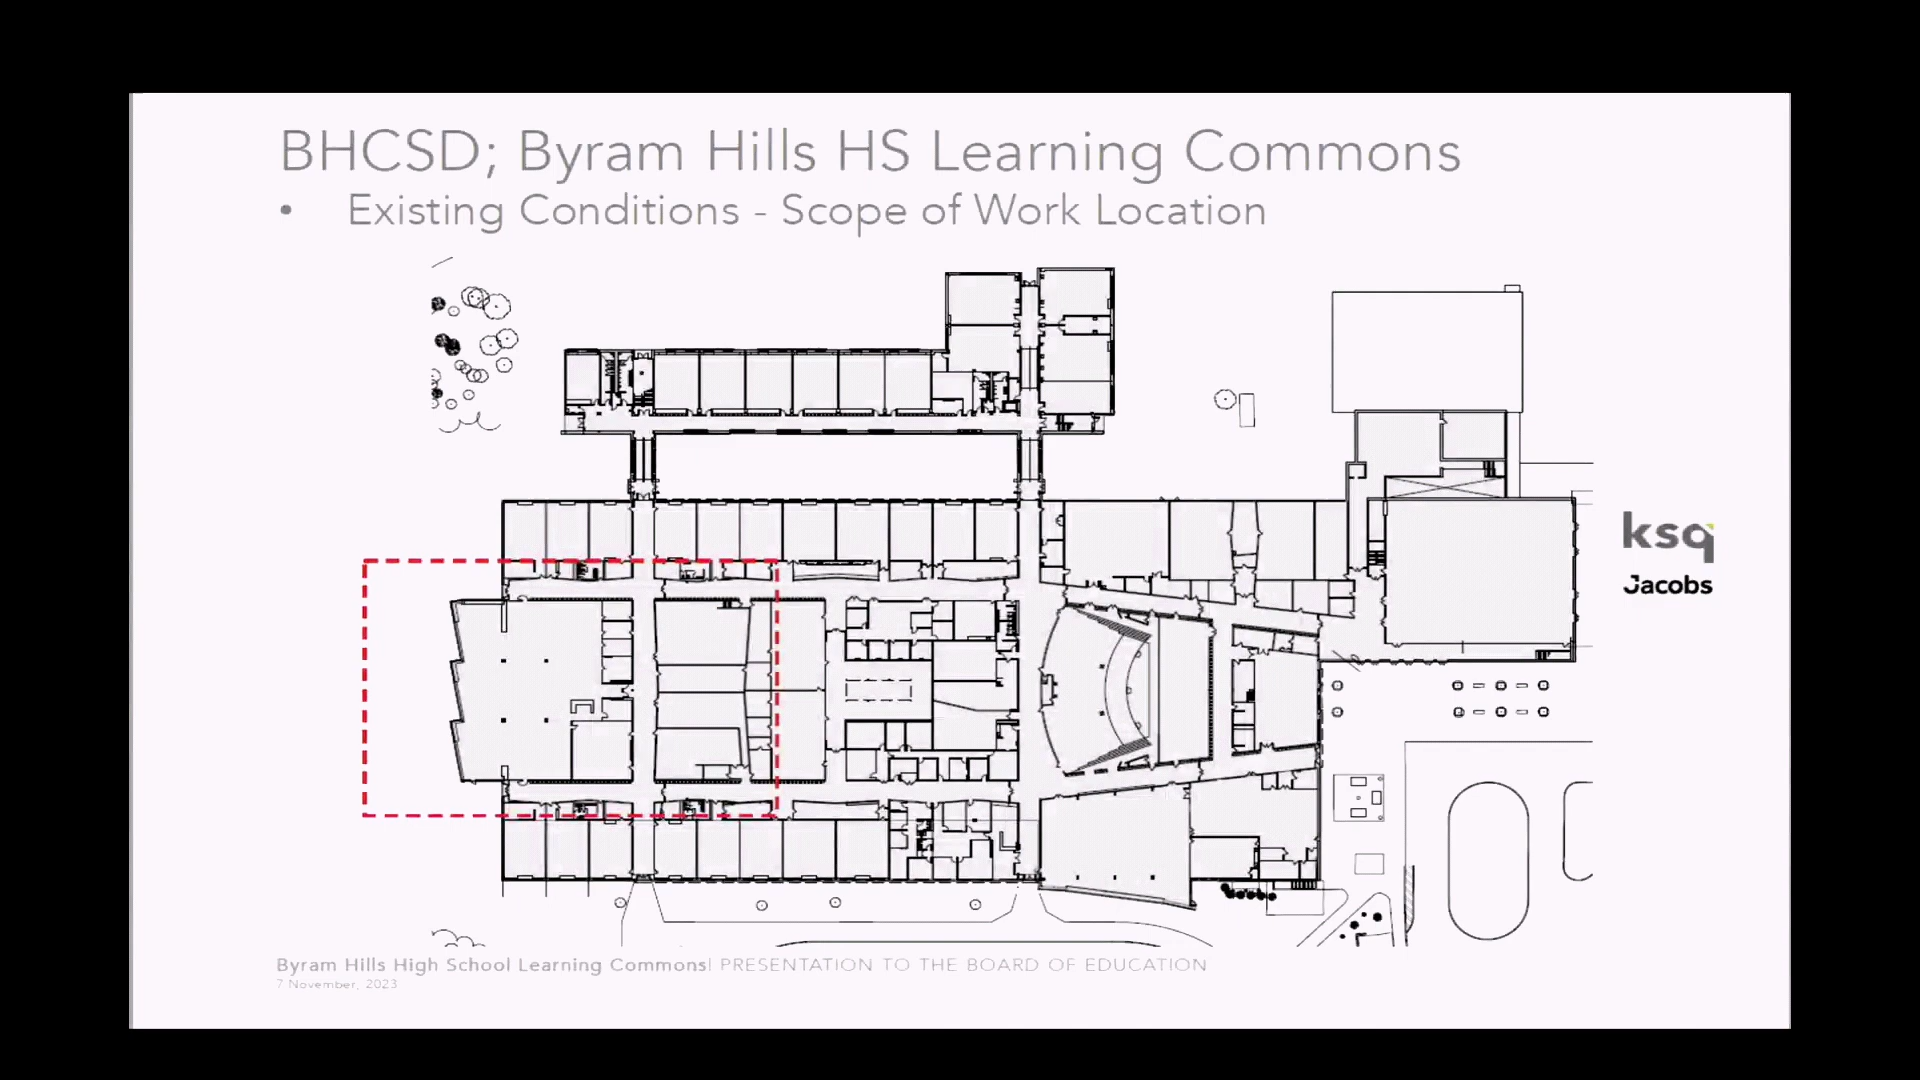 BHCSD; Byram Hills HS Learning Commons
• Existing Conditions - Scope of Work Location
ksq
Jacobs
Byram Hills High School Learning Commons| PRESENTATION TO THE BOARD OF EDUCATION
7 November, 2023